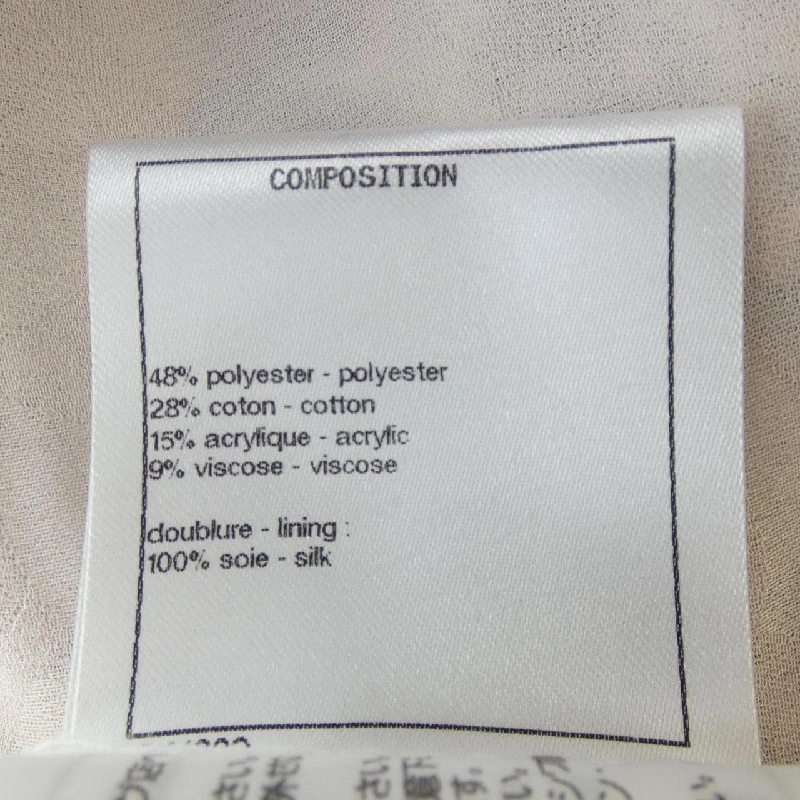 COMPOSITION
48% polyester - polyester
28% coton - cotton
15% acrylique - acrylic
9% viscose - viscose
doublure - lining :
100% soie - silk